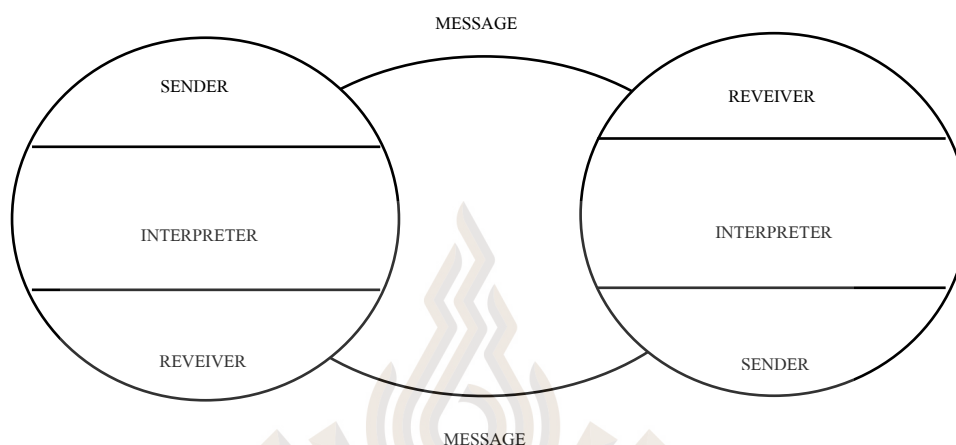 MESSAGE
SENDER
REVEIVER
INTERPRETER
INTERPRETER
REVEIVER
SENDER
MESSAGE